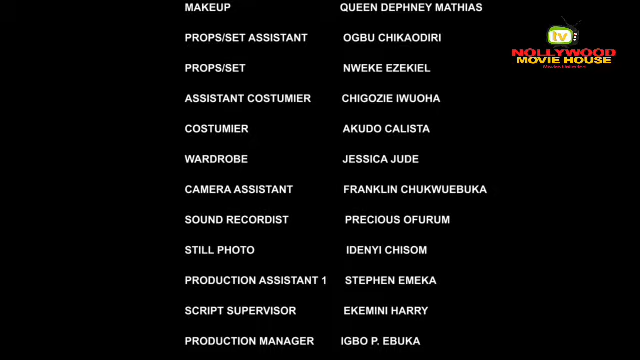 MAKEUP QUEEN DEPHNEY MATHIAS
PROPS/SET ASSISTANT OGBU CHIKAODIRI
PROPS/SET NWEKE EZEKIEL
ASSISTANT COSTUMIER CHIGOZIE IWUOHA
COSTUMIER AKUDO CALISTA
WARDROBE JESSICA JUDE
CAMERA ASSISTANT FRANKLIN CHUKWUEBUKA
SOUND RECORDIST PRECIOUS OFURUM
STILL PHOTO IDENYI CHISOM
PRODUCTION ASSISTANT 1 STEPHEN EMEKA
SCRIPT SUPERVISOR EKEMINI HARRY
PRODUCTION MANAGER IGBO P. EBUKA
tv
NOLLYWOOD
MOVIE HOUSE